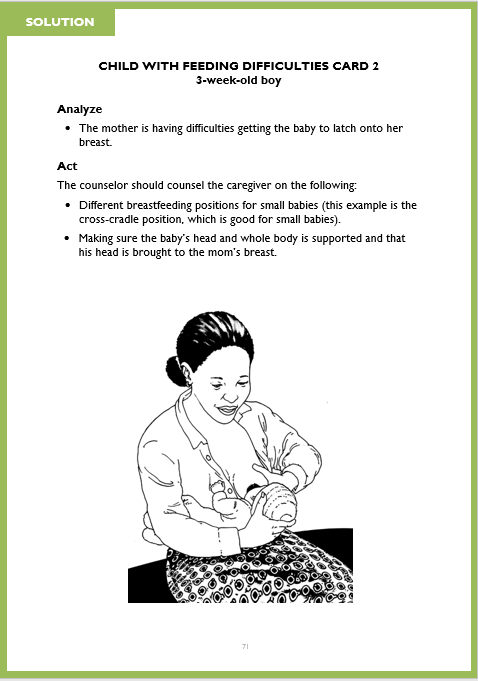 SOLUTION
CHILD WITH FEEDING DIFFICULTIES CARD 2
3-week-old boy
Analyze
• The mother is having difficulties getting the baby to latch onto her
breast.
Act
The counselor should counsel the caregiver on the following:
• Different breastfeeding positions for small babies (this example is the
cross-cradle position, which is good for small babies).
• Making sure the baby's head and whole body is supported and that
his head is brought to the mom's breast.
71